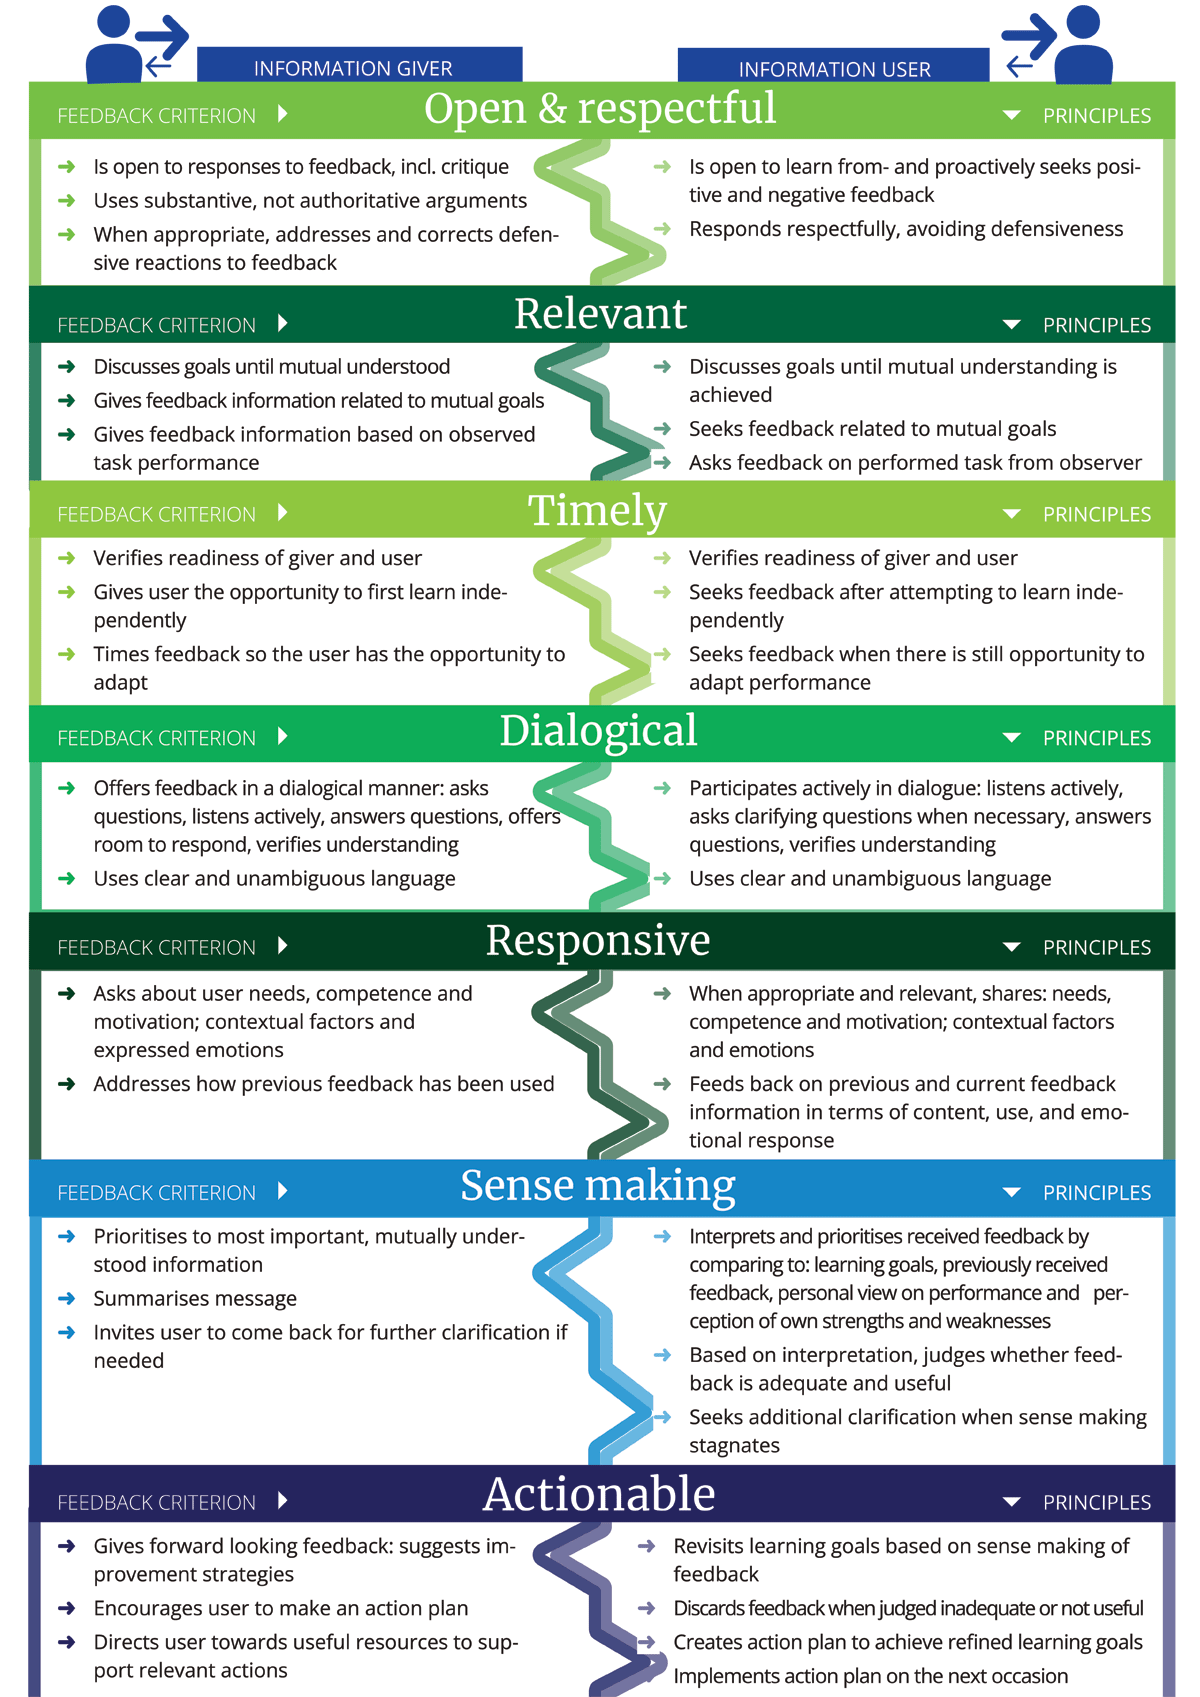 INFORMATION GIVER
INFORMATION USER
FEEDBACK CRITERION
Open & respectful
PRINCIPLES
Is open to responses to feedback, incl. critique
Uses substantive, not authoritative arguments
When appropriate, addresses and corrects defen-
sive reactions to feedback
Is open to learn from- and proactively seeks posi-
tive and negative feedback
Responds respectfully, avoiding defensiveness
FEEDBACK CRITERION
Relevant
PRINCIPLES
Discusses goals until mutual understood
Gives feedback information related to mutual goals
Gives feedback information based on observed
task performance
Discusses goals until mutual understanding is
achieved
Seeks feedback related to mutual goals
Asks feedback on performed task from observer
FEEDBACK CRITERION
Timely
PRINCIPLES
Verifies readiness of giver and user
Gives user the opportunity to first learn inde-
pendently
Times feedback so the user has the opportunity to
adapt
Verifies readiness of giver and user
Seeks feedback after attempting to learn inde-
pendently
Seeks feedback when there is still opportunity to
adapt performance
FEEDBACK CRITERION
Dialogical
PRINCIPLES
Offers feedback in a dialogical manner: asks
questions, listens actively, answers questions, offers
room to respond, verifies understanding
Uses clear and unambiguous language
Participates actively in dialogue: listens actively,
asks clarifying questions when necessary, answers
questions, verifies understanding
Uses clear and unambiguous language
FEEDBACK CRITERION
Responsive
PRINCIPLES
Asks about user needs, competence and
motivation; contextual factors and
expressed emotions
Addresses how previous feedback has been used
When appropriate and relevant, shares: needs,
competence and motivation; contextual factors
and emotions
Feeds back on previous and current feedback
information in terms of content, use, and emo-
tional response
FEEDBACK CRITERION
Sense making
PRINCIPLES
Prioritises to most important, mutually under-
stood information
Summarises message
Invites user to come back for further clarification if
needed
Interprets and prioritises received feedback by
comparing to: learning goals, previously received
feedback, personal view on performance and per-
ception of own strengths and weaknesses
Based on interpretation, judges whether feed-
back is adequate and useful
Seeks additional clarification when sense making
stagnates
FEEDBACK CRITERION
Actionable
PRINCIPLES
Gives forward looking feedback: suggests im-
provement strategies
Encourages user to make an action plan
Directs user towards useful resources to sup-
port relevant actions
Revisits learning goals based on sense making of
feedback
Discards feedback when judged inadequate or not useful
Creates action plan to achieve refined learning goals
Implements action plan on the next occasion